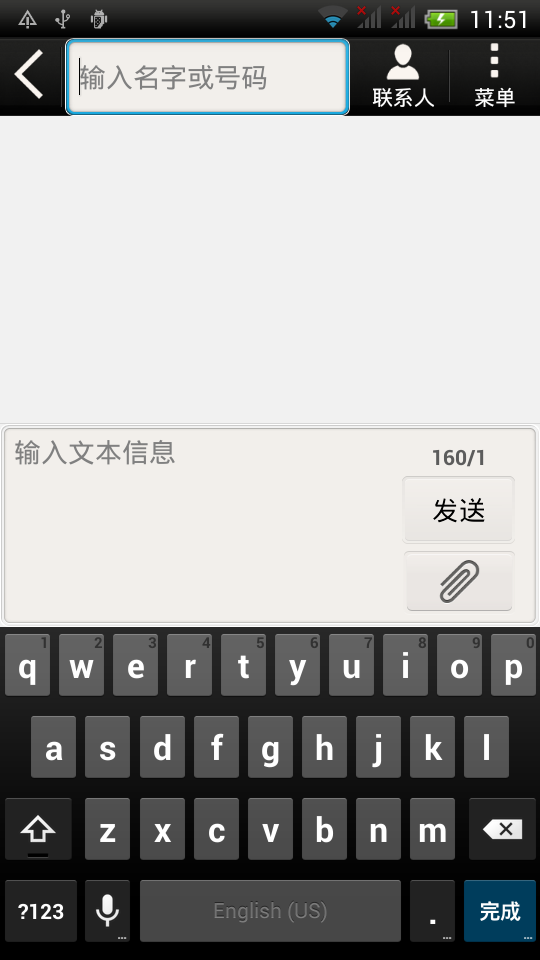 11:51
输入名字或号码
联系人
菜单
输入文本信息
160/1
发送
1 2 3 4 5 6 7 8 9 0
q w e r t y u i o p
a s d f g h j k l
z x c v b n m
?123
English (US)
.
...
完成
...